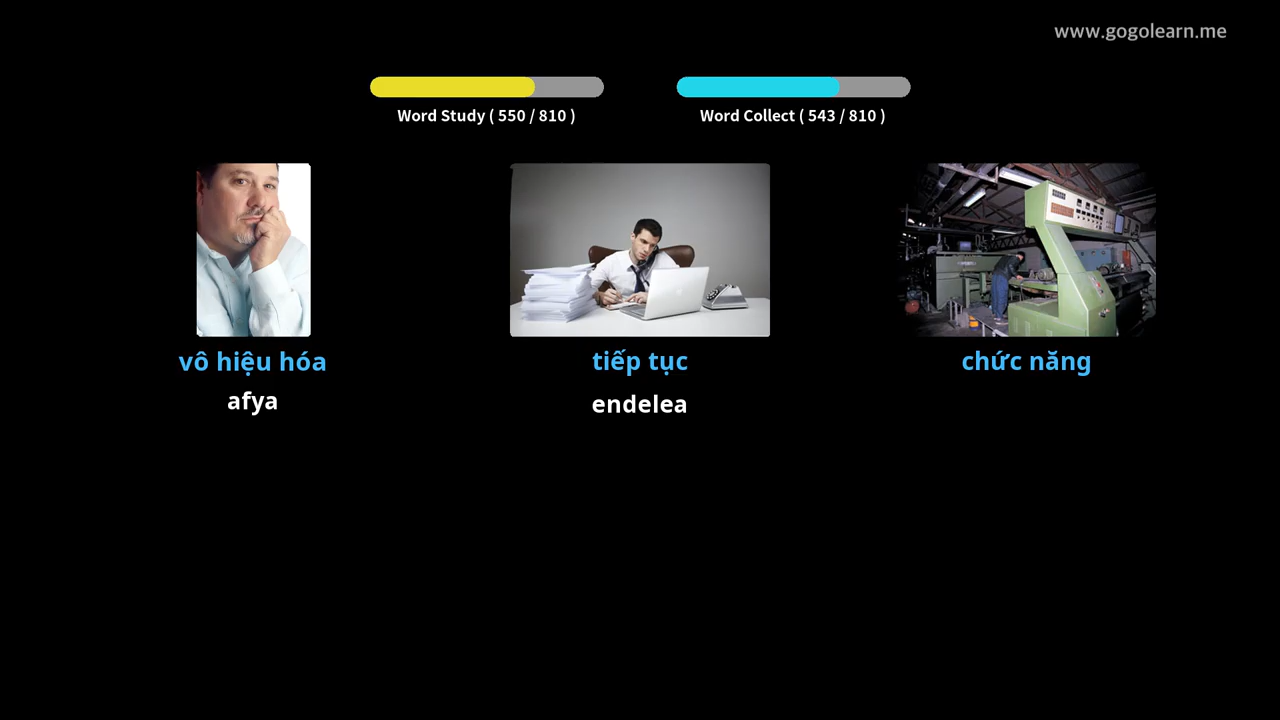 www.gogolearn.me
Word Study ( 550 / 810 )
Word Collect ( 543 / 810 )
vô hiệu hóa
tiếp tục
chức năng
afya
endelea